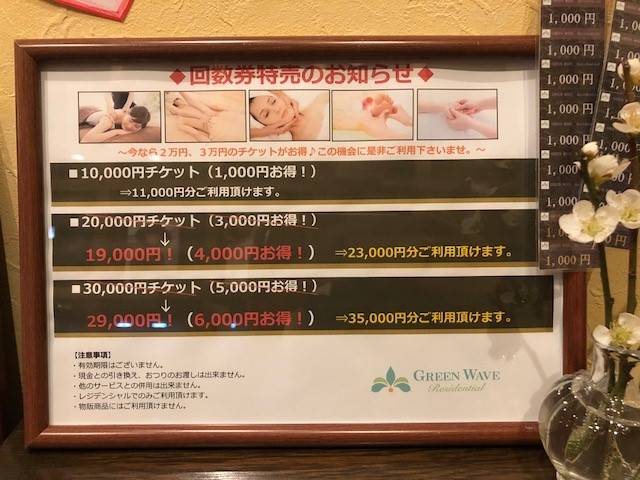 ◆回数券特売のお知らせ◆
～今なら２万円、３万円のチケットがお得♪この機会に是非ご利用下さいませ。～
■10,000円チケット（1,000円お得！）
⇒11,000円分ご利用頂けます。
■20,000円チケット（3,000円お得！）
↓
19,000円！（4,000円お得！） ⇒23,000円分ご利用頂けます。
■30,000円チケット（5,000円お得！）
↓
29,000円！（6,000円お得！） ⇒35,000円分ご利用頂けます。
【注意事項】
・有効期限はございません。
・現金との引き換え、おつりのお渡しは出来ません。
・他のサービスとの併用は出来ません。
・レジデンシャルでのみご利用頂けます。
・物販商品にはご利用頂けません。
GREEN WAVE
Residential
1,000円
1,000円
1,000円
1,000円
1,000円
1,000円
1,000円
1,000円
1,000円